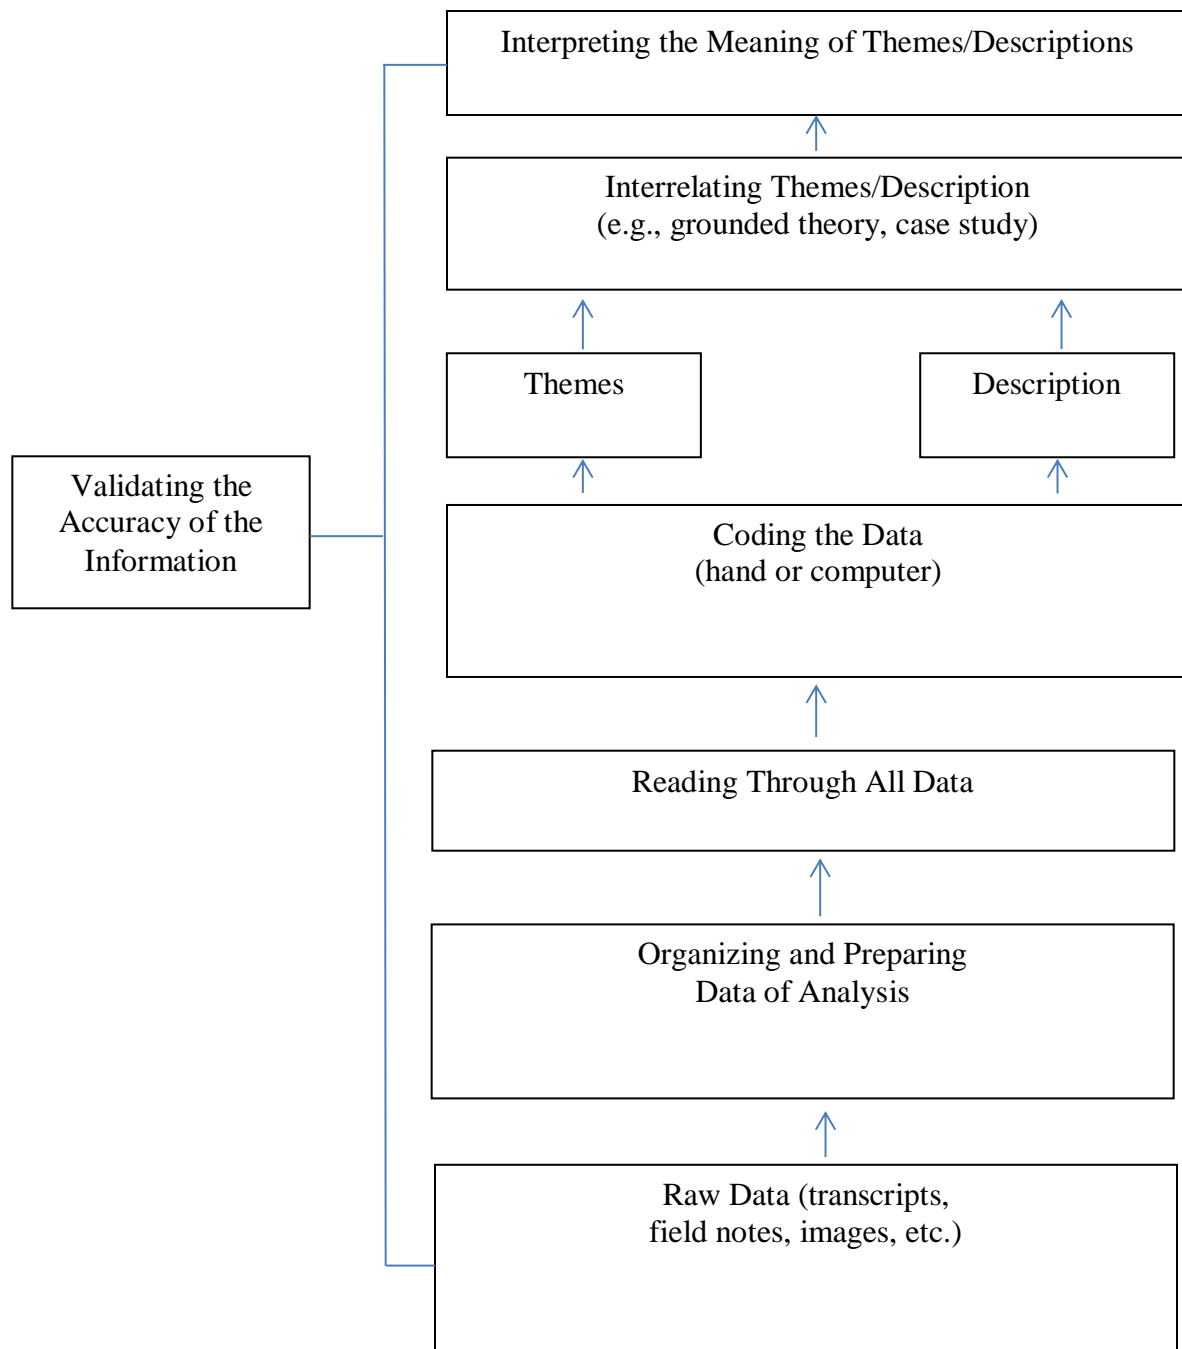 Interpreting the Meaning of Themes/Descriptions
Interrelating Themes/Description
(e.g., grounded theory, case study)
Themes
Description
Validating the
Accuracy of the
Information
Coding the Data
(hand or computer)
Reading Through All Data
Organizing and Preparing
Data of Analysis
Raw Data (transcripts,
field notes, images, etc.)